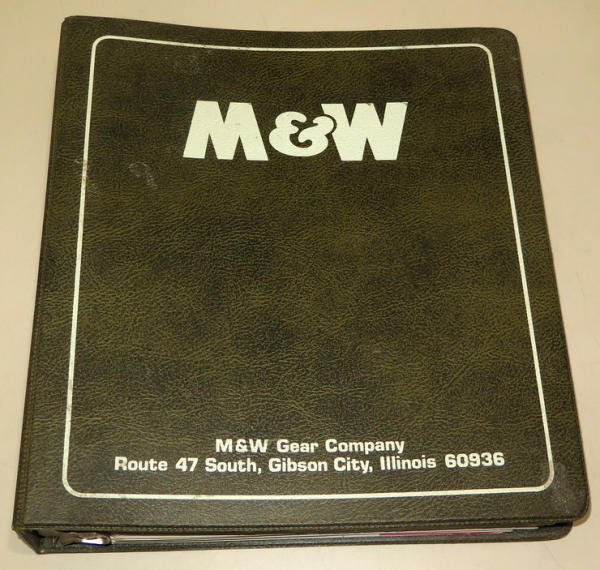 M&W
M&W Gear Company
Route 47 South, Gibson City, Illinois 60936